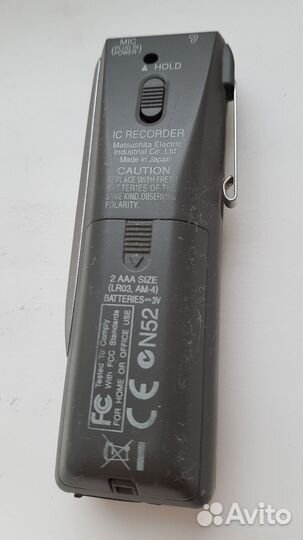 MIC
(PLUG IN
POWER)
▲ HOLD
IC RECORDER
Matsushita Electric
Industrial Co.,Ltd
Made in Japan
CAUTION
REPLACE WITH FRESH
BATTERIES OF THE
SAME KIND, OBSERVING
POLARITY.
2 AAA SIZE
(LR03, AM-4)
BATTERIES⎓3V
FC Tested To Comply
With FCC Standards
FOR HOME OR OFFICE USE
CE N52
Avito